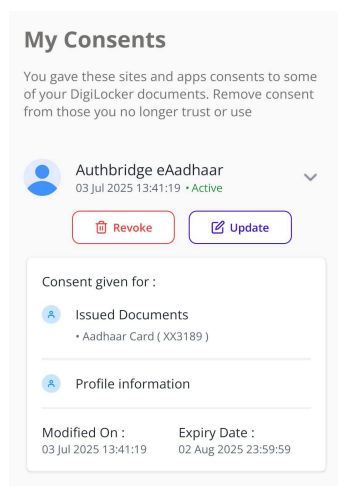 My Consents
You gave these sites and apps consents to some
of your DigiLocker documents. Remove consent
from those you no longer trust or use
Authbridge eAadhaar
03 Jul 2025 13:41:19 • Active
Revoke
Update
Consent given for :
Issued Documents
• Aadhaar Card ( XX3189 )
Profile information
Modified On :
Expiry Date :
03 Jul 2025 13:41:19
02 Aug 2025 23:59:59